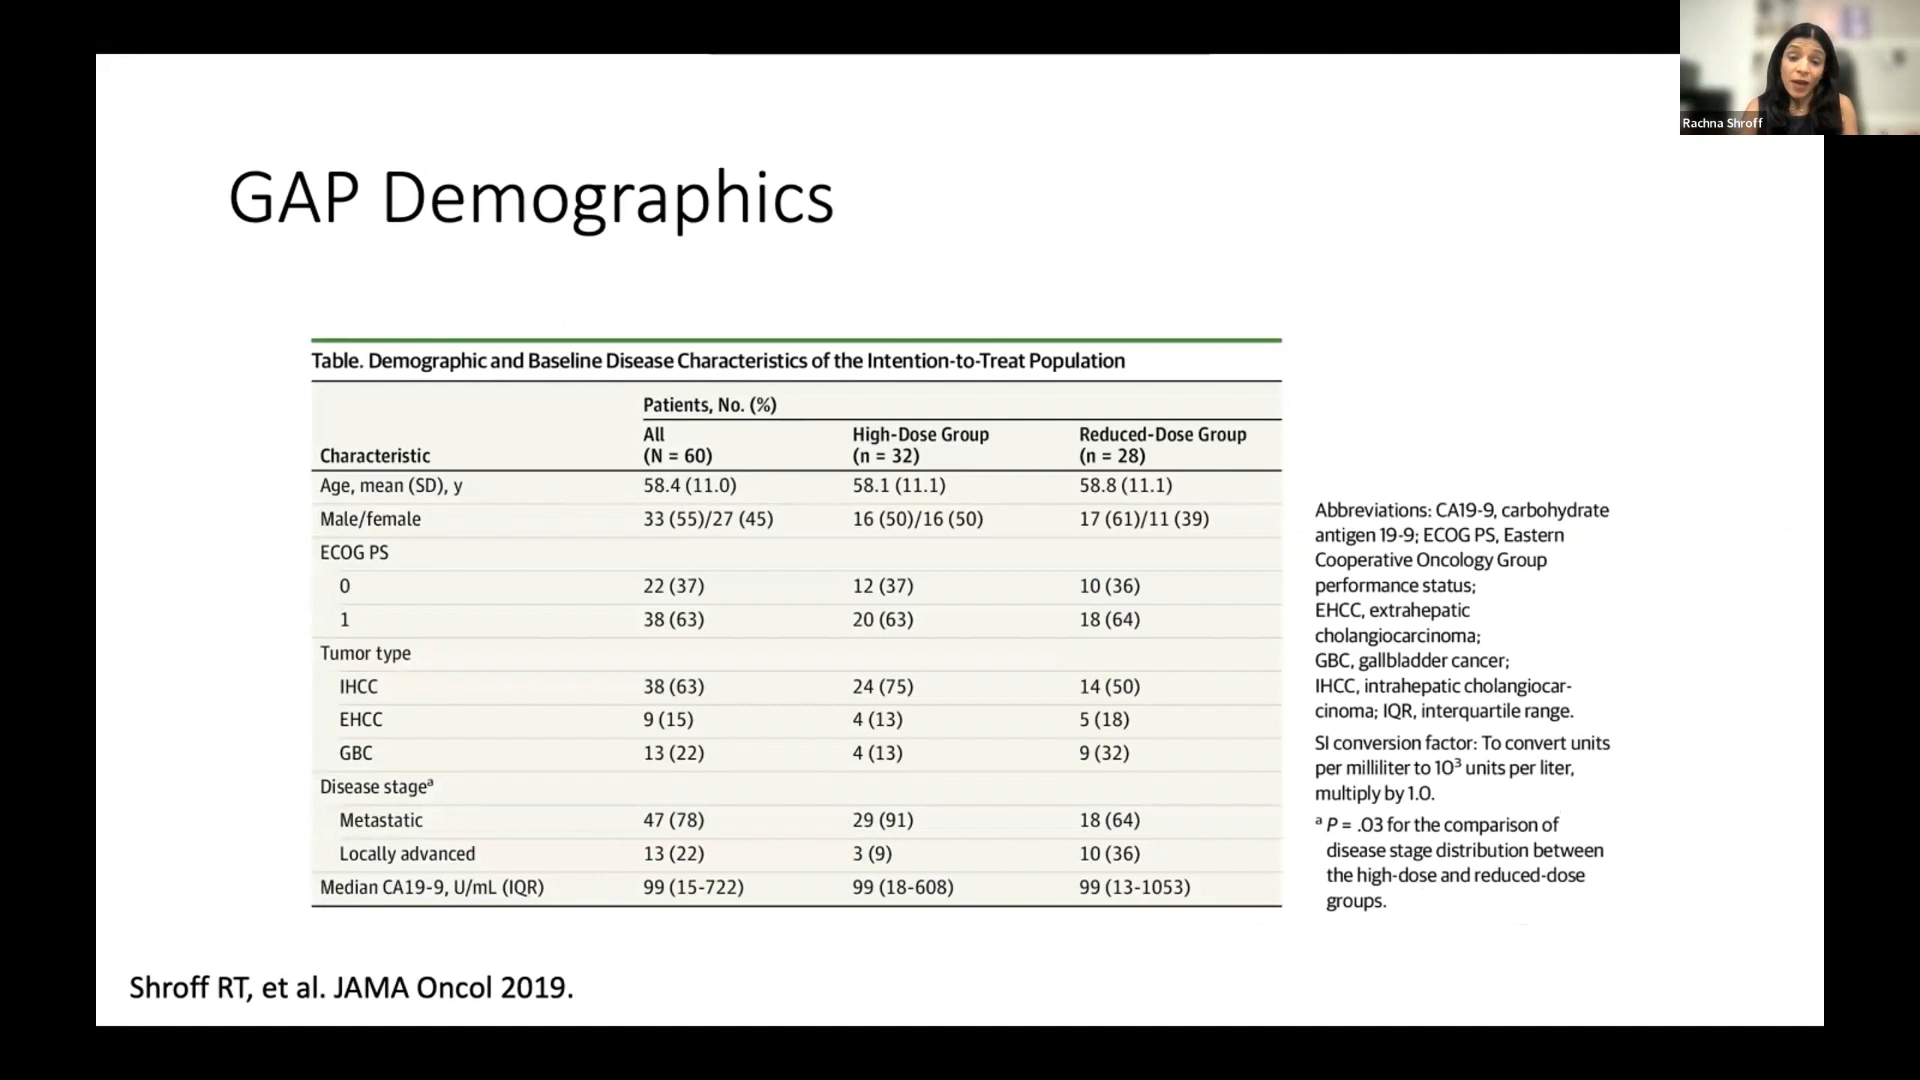 Rachna Shroff
GAP Demographics
Table. Demographic and Baseline Disease Characteristics of the Intention-to-Treat Population
Patients, No. (%)
All High-Dose Group Reduced-Dose Group
Characteristic (N = 60) (n = 32) (n = 28)
Age, mean (SD), y 58.4 (11.0) 58.1 (11.1) 58.8 (11.1)
Male/female 33 (55)/27 (45) 16 (50)/16 (50) 17 (61)/11 (39)
ECOG PS
0 22 (37) 12 (37) 10 (36)
1 38 (63) 20 (63) 18 (64)
Tumor type
IHCC 38 (63) 24 (75) 14 (50)
EHCC 9 (15) 4 (13) 5 (18)
GBC 13 (22) 4 (13) 9 (32)
Disease stageᵃ
Metastatic 47 (78) 29 (91) 18 (64)
Locally advanced 13 (22) 3 (9) 10 (36)
Median CA19-9, U/mL (IQR) 99 (15-722) 99 (18-608) 99 (13-1053)
Abbreviations: CA19-9, carbohydrate
antigen 19-9; ECOG PS, Eastern
Cooperative Oncology Group
performance status;
EHCC, extrahepatic
cholangiocarcinoma;
GBC, gallbladder cancer;
IHCC, intrahepatic cholangiocar-
cinoma; IQR, interquartile range.
SI conversion factor: To convert units
per milliliter to 10³ units per liter,
multiply by 1.0.
ᵃ P = .03 for the comparison of
disease stage distribution between
the high-dose and reduced-dose
groups.
Shroff RT, et al. JAMA Oncol 2019.